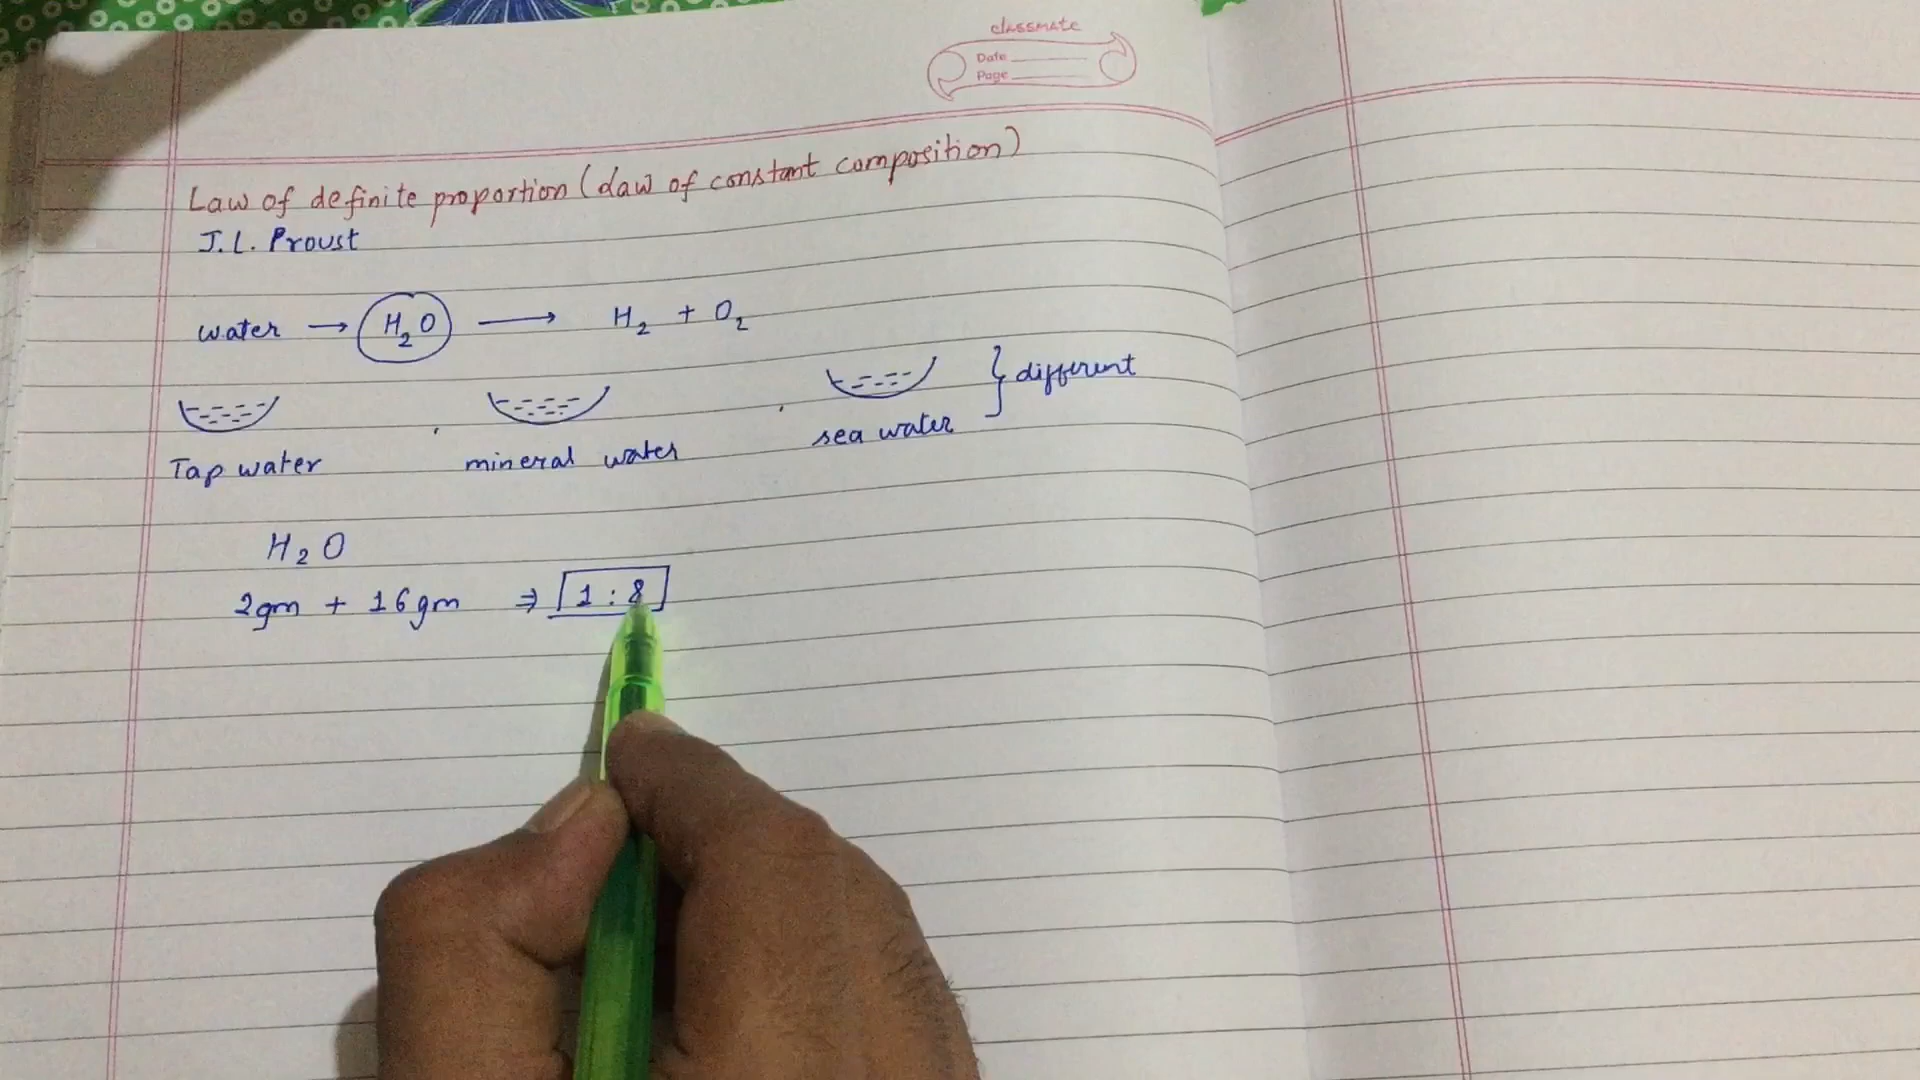 classmate
Date
Page
Law of definite proportion (Law of constant composition)
J.L. Proust
water → H2O → H2 + O2
} different
Tap water , mineral water , sea water
H2O
2gm + 16gm ⇒ 1 : 8